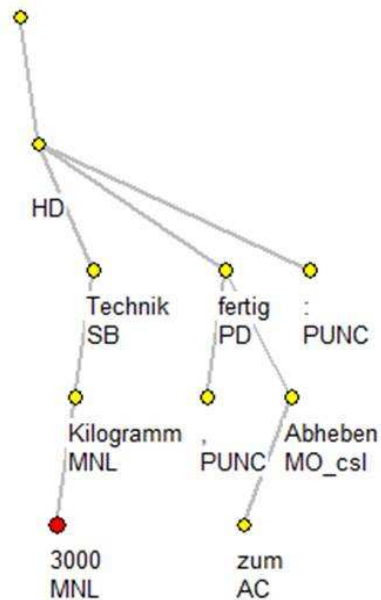 HD
Technik fertig :
SB PD PUNC
Kilogramm , Abheben
MNL PUNC MO_csl
3000 zum
MNL AC